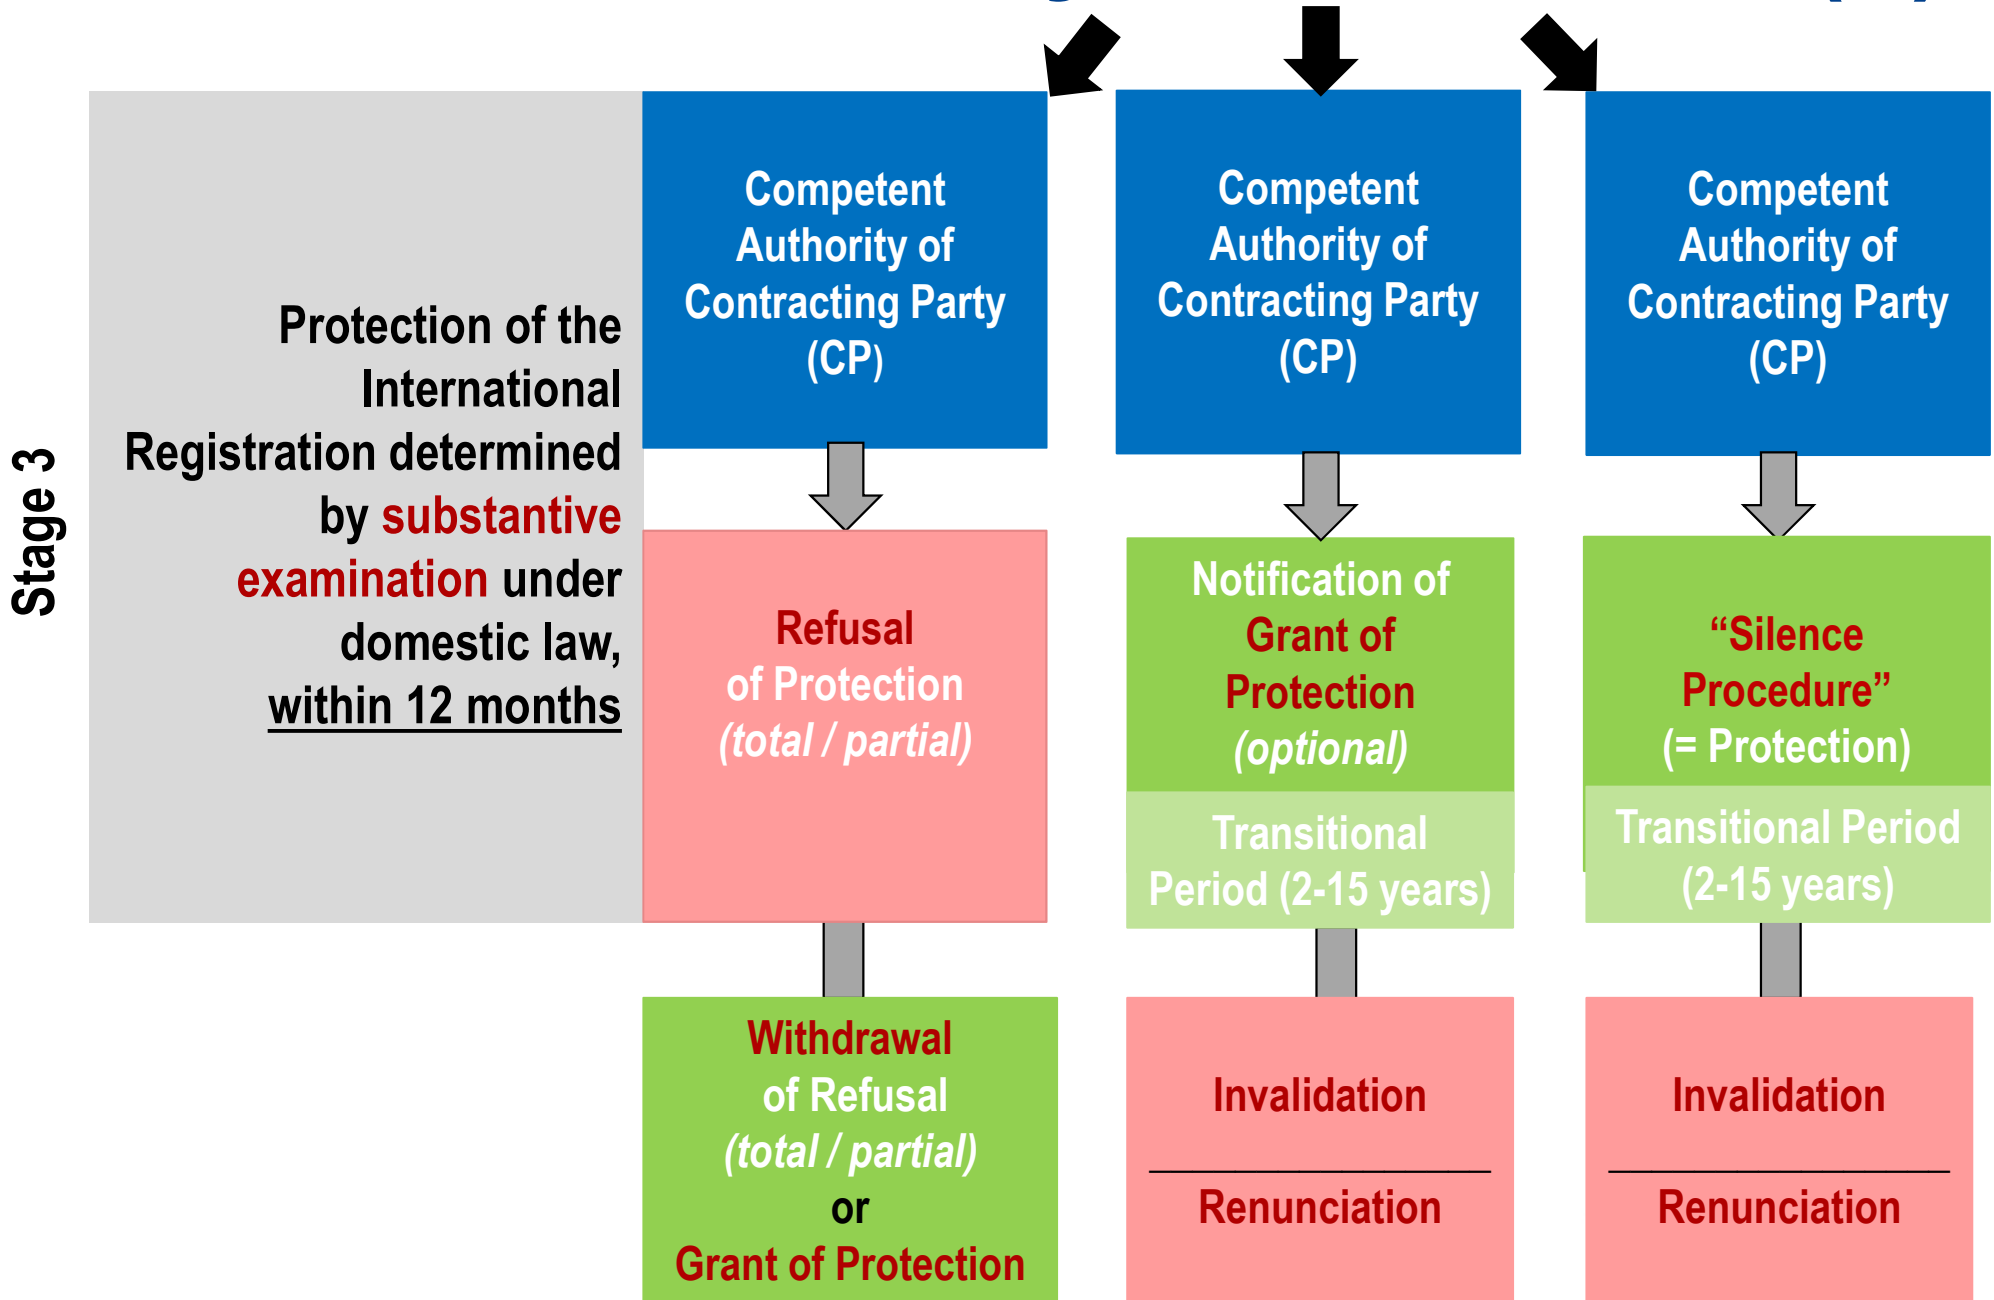 Stage 3
Protection of the
International
Registration determined
by substantive
examination under
domestic law,
within 12 months
Competent
Authority of
Contracting Party
(CP)
Refusal
of Protection
(total / partial)
Withdrawal
of Refusal
(total / partial)
or
Grant of Protection
Competent
Authority of
Contracting Party
(CP)
Notification of
Grant of
Protection
(optional)
Transitional
Period (2-15 years)
Invalidation
Renunciation
Competent
Authority of
Contracting Party
(CP)
“Silence
Procedure”
(= Protection)
Transitional Period
(2-15 years)
Invalidation
Renunciation